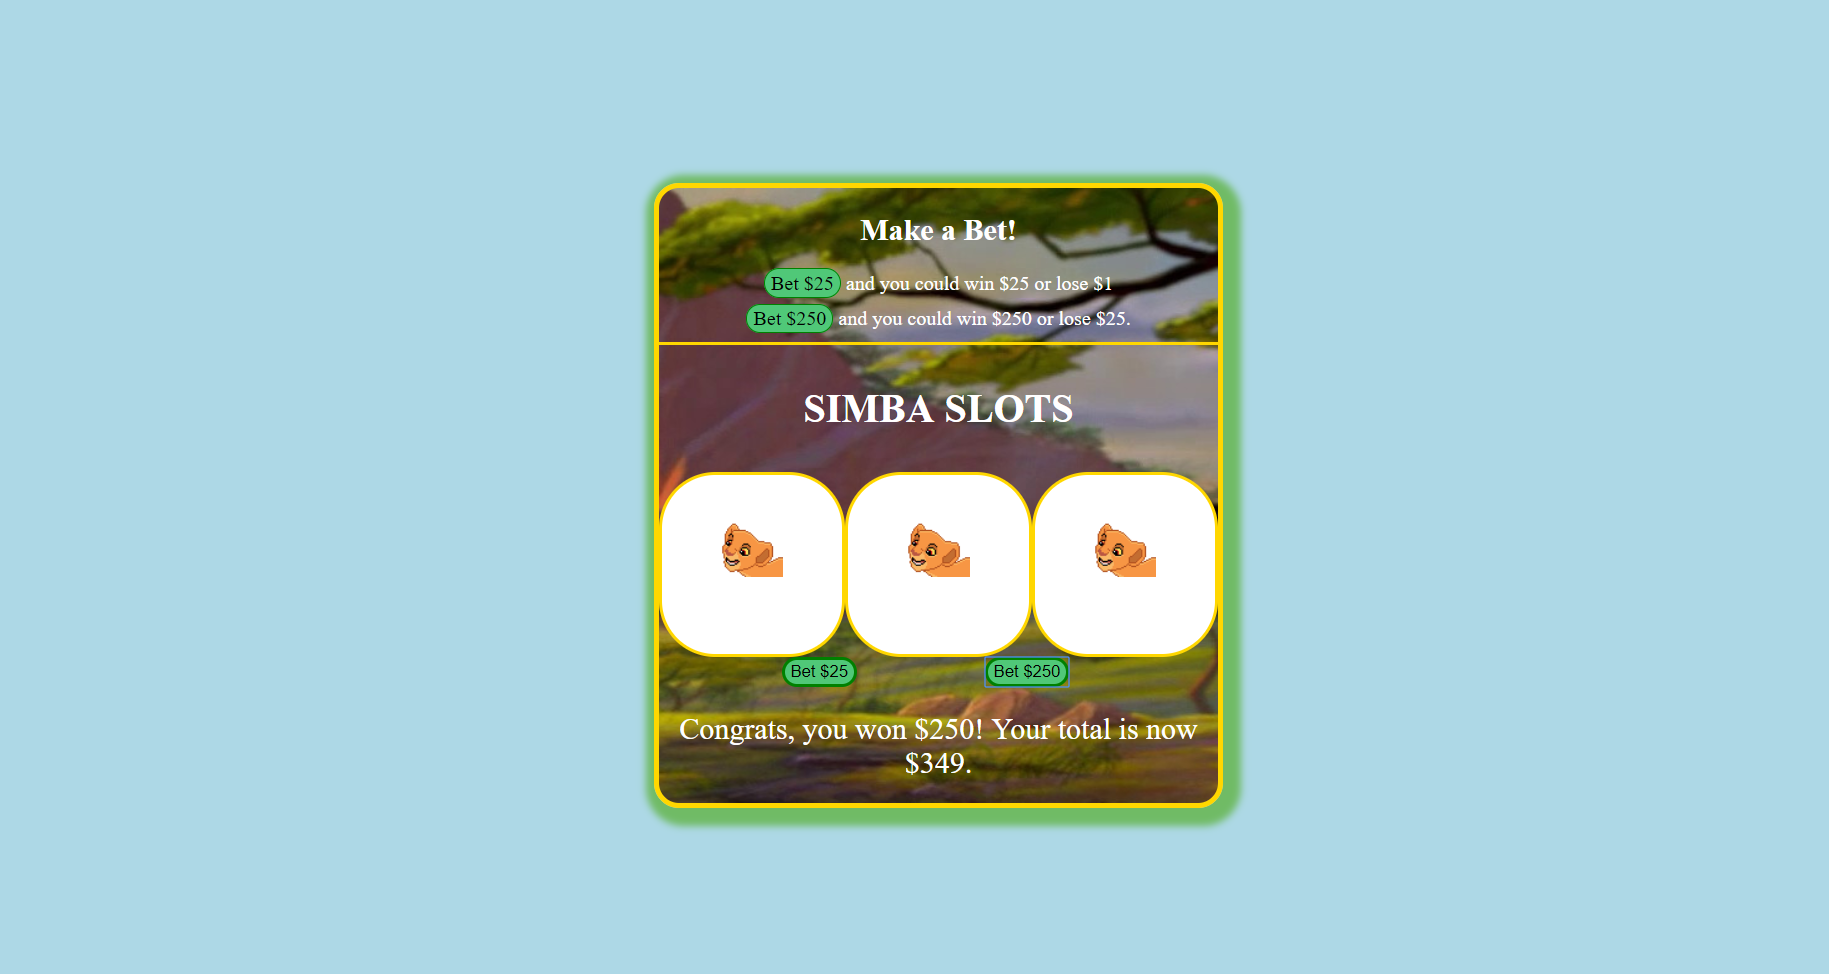 Make a Bet!
Bet $25 and you could win $25 or lose $1
Bet $250 and you could win $250 or lose $25.
SIMBA SLOTS
Bet $25 Bet $250
Congrats, you won $250! Your total is now
$349.